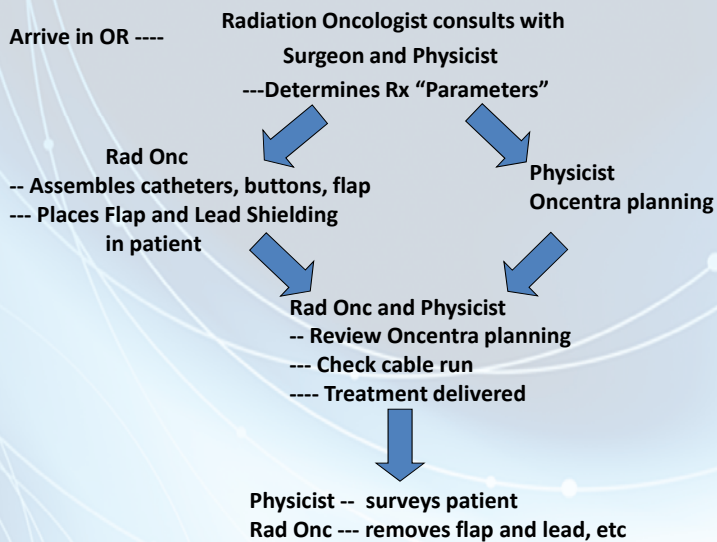 Arrive in OR ----
Radiation Oncologist consults with
Surgeon and Physicist
---Determines Rx “Parameters”
Rad Onc
-- Assembles catheters, buttons, flap
--- Places Flap and Lead Shielding
in patient
Physicist
Oncentra planning
Rad Onc and Physicist
-- Review Oncentra planning
--- Check cable run
---- Treatment delivered
Physicist -- surveys patient
Rad Onc --- removes flap and lead, etc